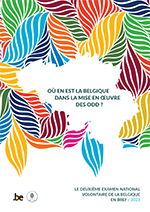 OÙ EN EST LA BELGIQUE
DANS LA MISE EN ŒUVRE
DES ODD ?
LE DEUXIÈME EXAMEN NATIONAL
VOLONTAIRE DE LA BELGIQUE
EN BREF / 2023
.be